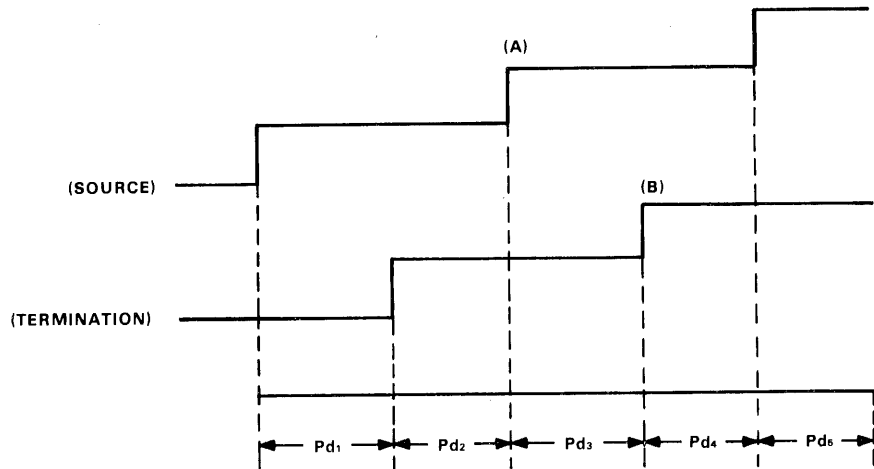 (A)
(SOURCE)
(B)
(TERMINATION)
Pd₁ Pd₂ Pd₃ Pd₄ Pd₅